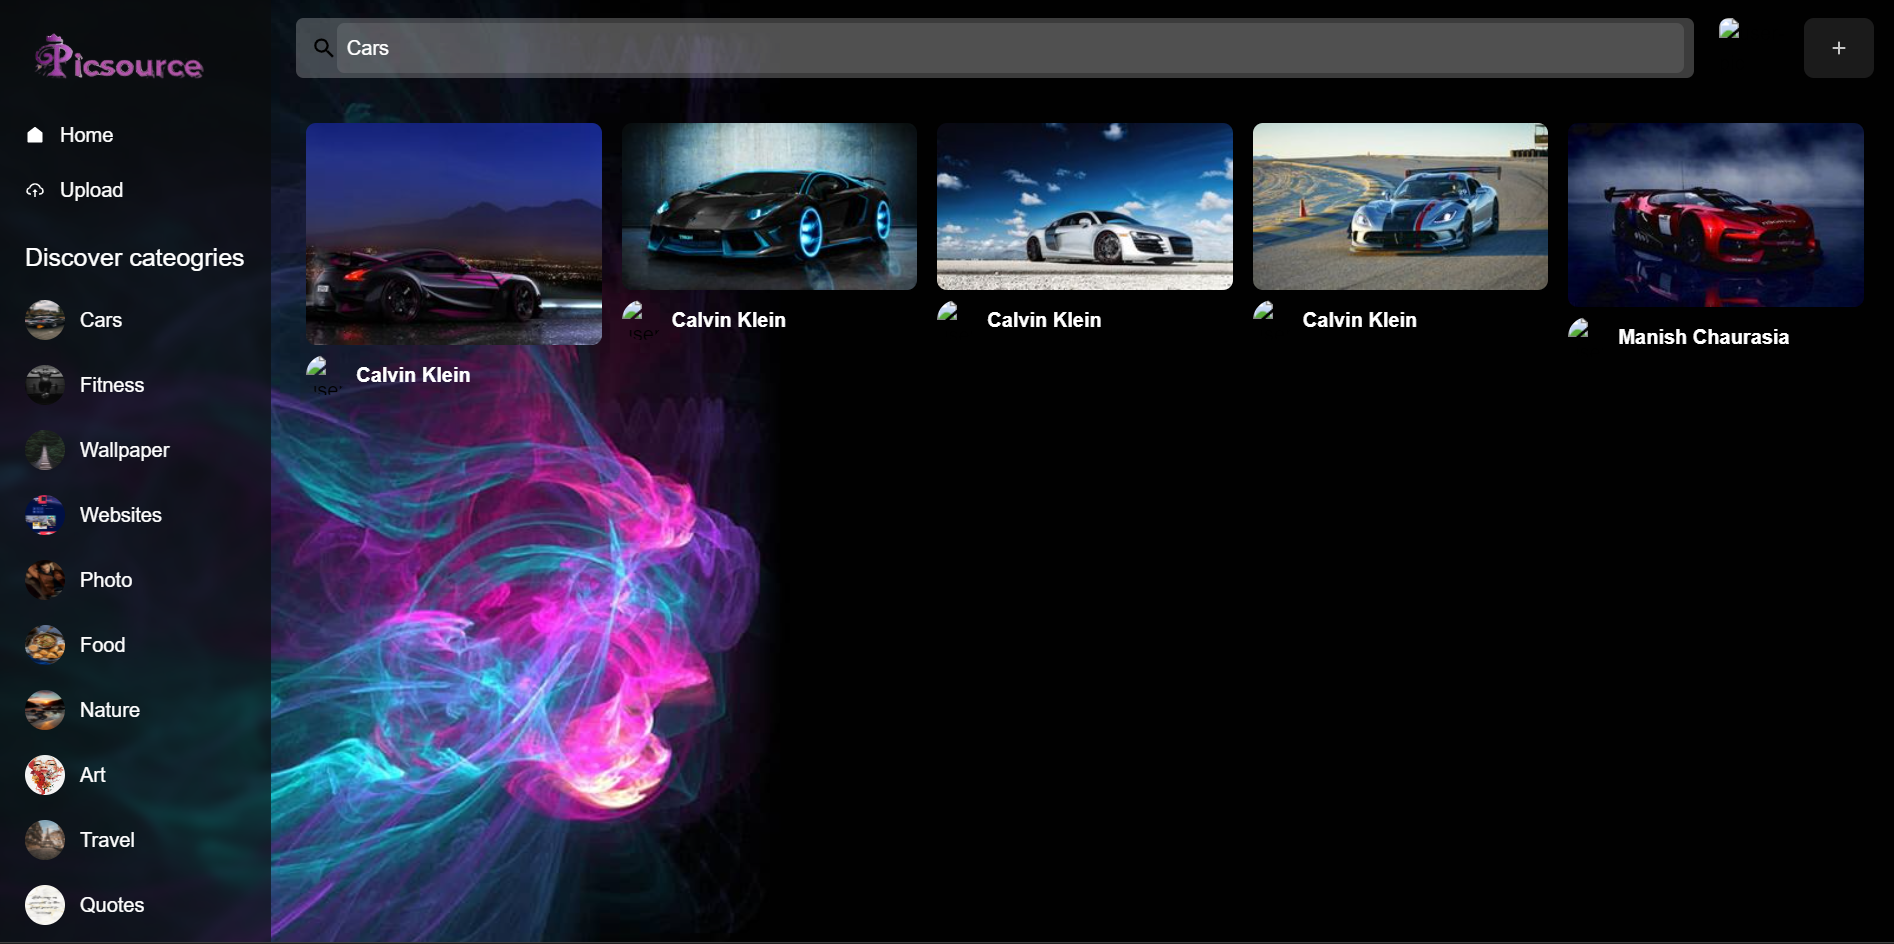 Picsource
Cars
+
Home
Upload
Discover cateogries
Cars
Fitness
Wallpaper
Websites
Photo
Food
Nature
Art
Travel
Quotes
Calvin Klein
Calvin Klein
Calvin Klein
Calvin Klein
Manish Chaurasia